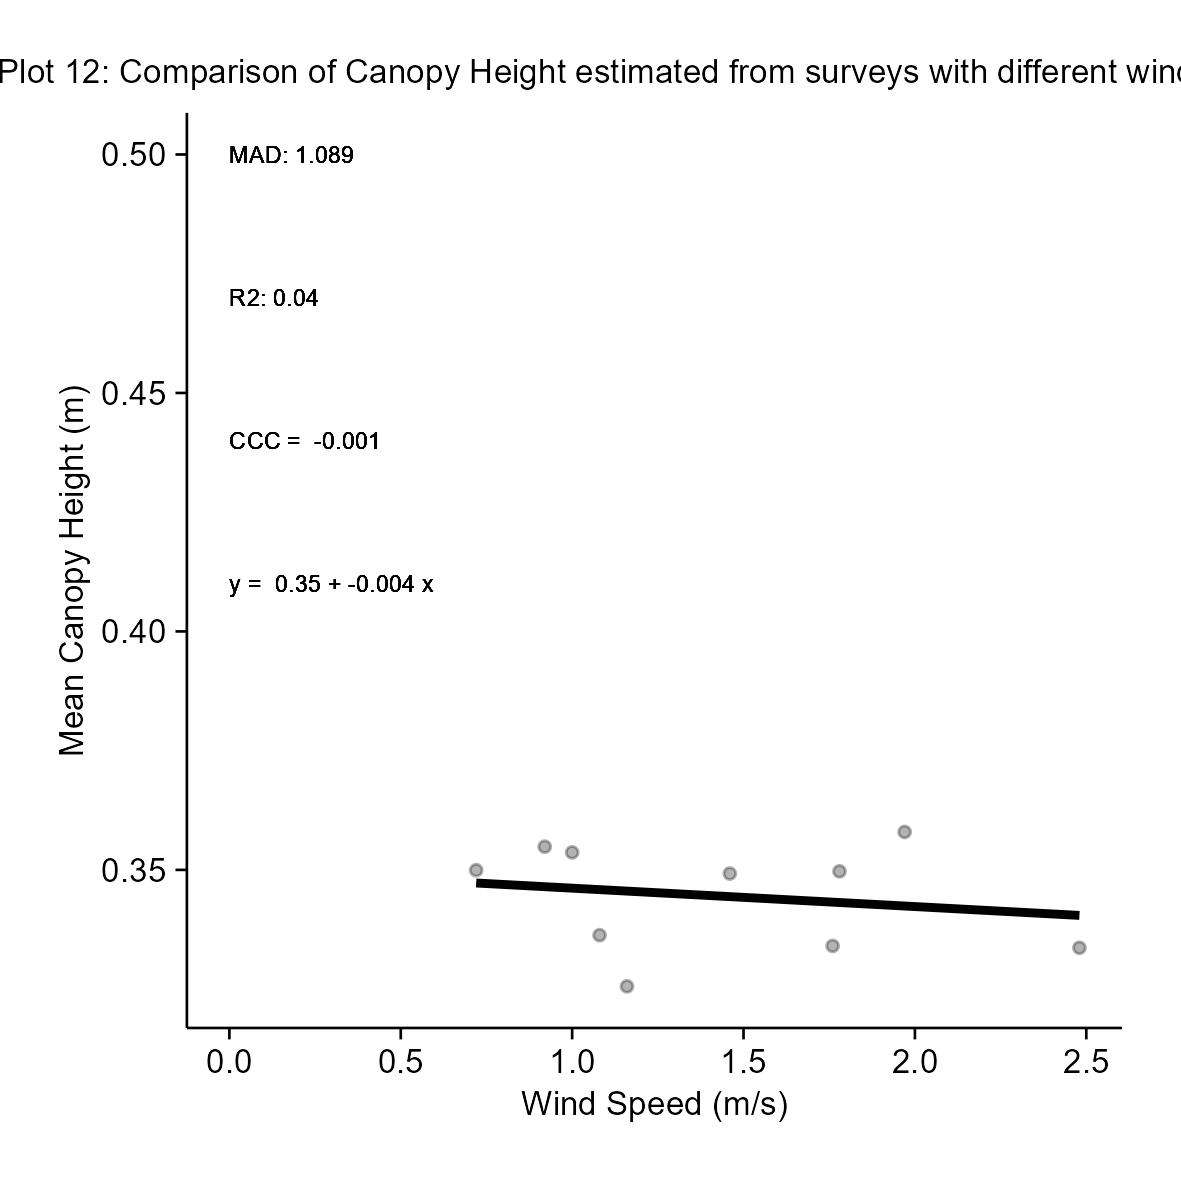 Plot 12: Comparison of Canopy Height estimated from surveys with different
0.50
MAD: 1.089
R2: 0.04
0.45
CCC =  -0.001
y =  0.35 + -0.004 x
0.40
0.35
Mean Canopy Height (m)
0.0 0.5 1.0 1.5 2.0 2.5
Wind Speed (m/s)